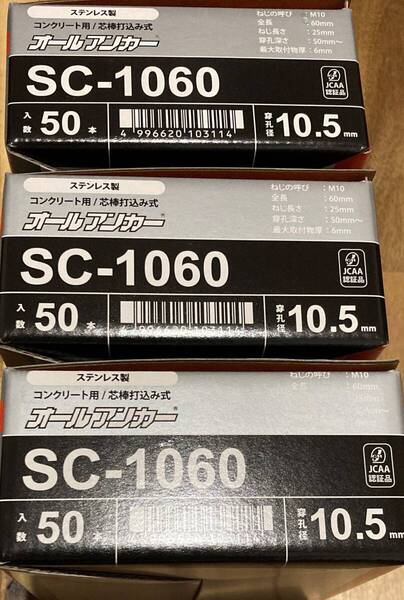 ステンレス製
コンクリート用/芯棒打込み式
オールアンカー®
ねじの呼び：M10
全長：60mm
ねじ長さ：25mm
穿孔深さ：50mm〜
最大取付物厚：6mm
SC-1060
JCAA
認証品
入数 50 本
4 996620 103114
穿孔径 10.5mm
ステンレス製
コンクリート用/芯棒打込み式
オールアンカー®
ねじの呼び：M10
全長：60mm
ねじ長さ：25mm
穿孔深さ：50mm〜
最大取付物厚：6mm
SC-1060
JCAA
認証品
入数 50 本
4 996620 103114
穿孔径 10.5mm
ステンレス製
コンクリート用/芯棒打込み式
オールアンカー®
ねじの呼び：M10
全長：60mm
SC-1060
JCAA
認証品
入数 50 本
穿孔径 10.5mm